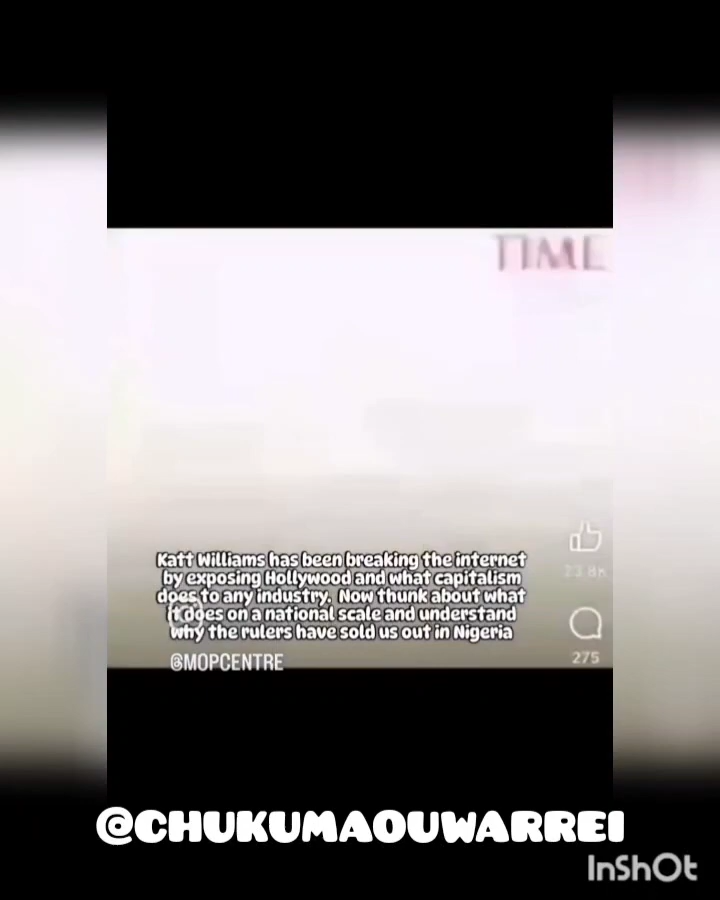 TIME
Katt Williams has been breaking the internet
by exposing Hollywood and what capitalism
does to any industry. Now thunk about what
it does on a national scale and understand
why the rulers have sold us out in Nigeria
@MOPCENTRE
23.8K
275
@CHUKUMAOUWARREI
InShOt